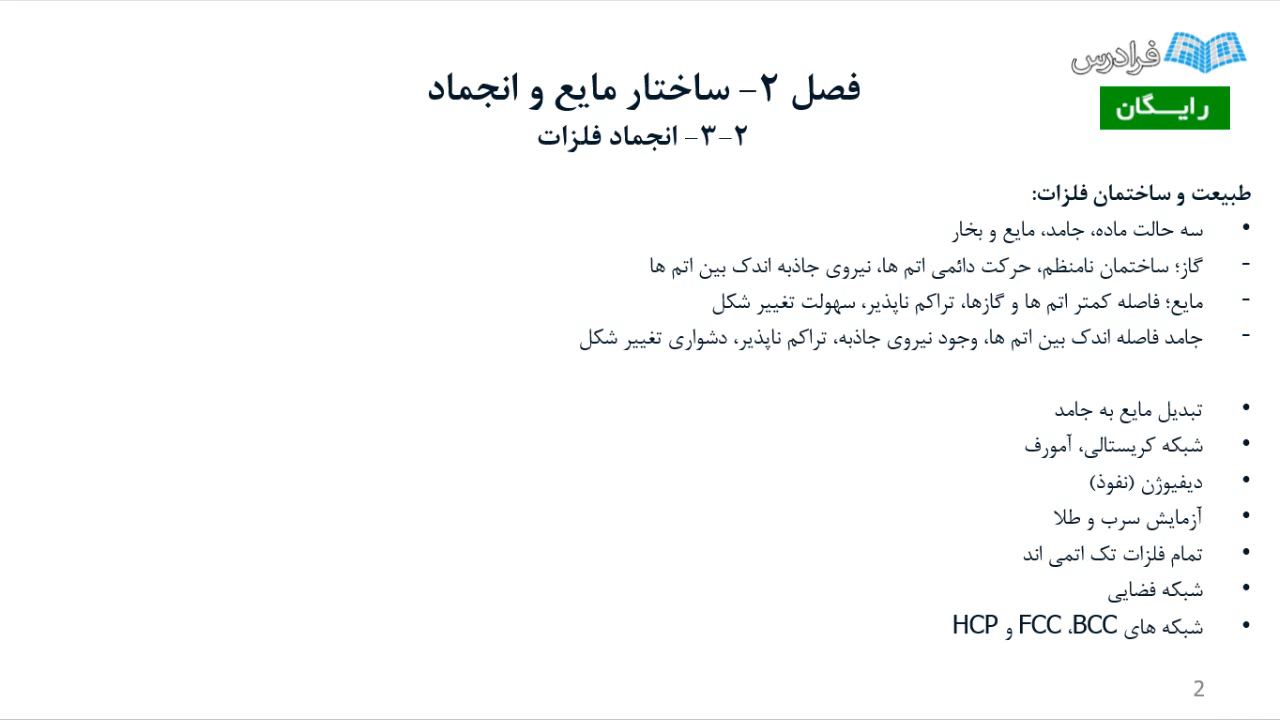 فرادرس
رایـــگان
فصل ۲- ساختار مایع و انجماد
۲-۳- انجماد فلزات
طبیعت و ساختمان فلزات:
• سه حالت ماده، جامد، مایع و بخار
- گاز؛ ساختمان نامنظم، حرکت دائمی اتم ها، نیروی جاذبه اندک بین اتم ها
- مایع؛ فاصله کمتر اتم ها و گازها، تراکم ناپذیر، سهولت تغییر شکل
- جامد فاصله اندک بین اتم ها، وجود نیروی جاذبه، تراکم ناپذیر، دشواری تغییر شکل
• تبدیل مایع به جامد
• شبکه کریستالی، آمورف
• دیفیوژن (نفوذ)
• آزمایش سرب و طلا
• تمام فلزات تک اتمی اند
• شبکه فضایی
• شبکه های BCC، FCC و HCP
2